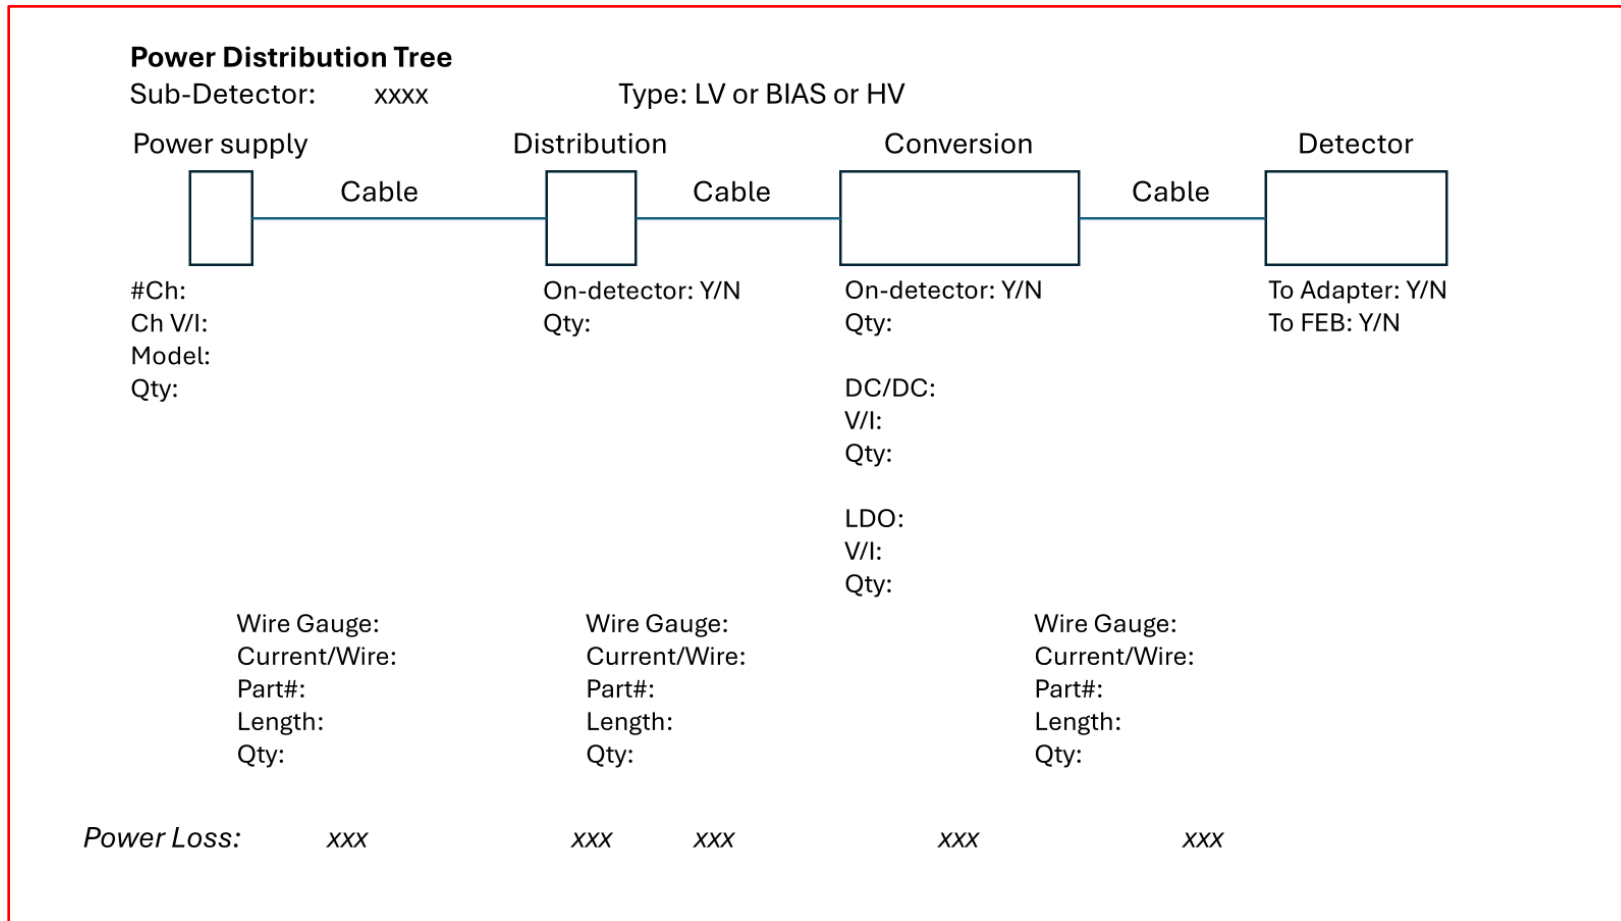 Power Distribution Tree
Sub-Detector: xxxx Type: LV or BIAS or HV
Power supply Distribution Conversion Detector
Cable Cable Cable
#Ch: On-detector: Y/N On-detector: Y/N To Adapter: Y/N
Ch V/I: Qty: Qty: To FEB: Y/N
Model:
Qty: DC/DC:
V/I:
Qty:
LDO:
V/I:
Qty:
Wire Gauge: Wire Gauge: Wire Gauge:
Current/Wire: Current/Wire: Current/Wire:
Part#: Part#: Part#:
Length: Length: Length:
Qty: Qty: Qty:
Power Loss: xxx xxx xxx xxx xxx